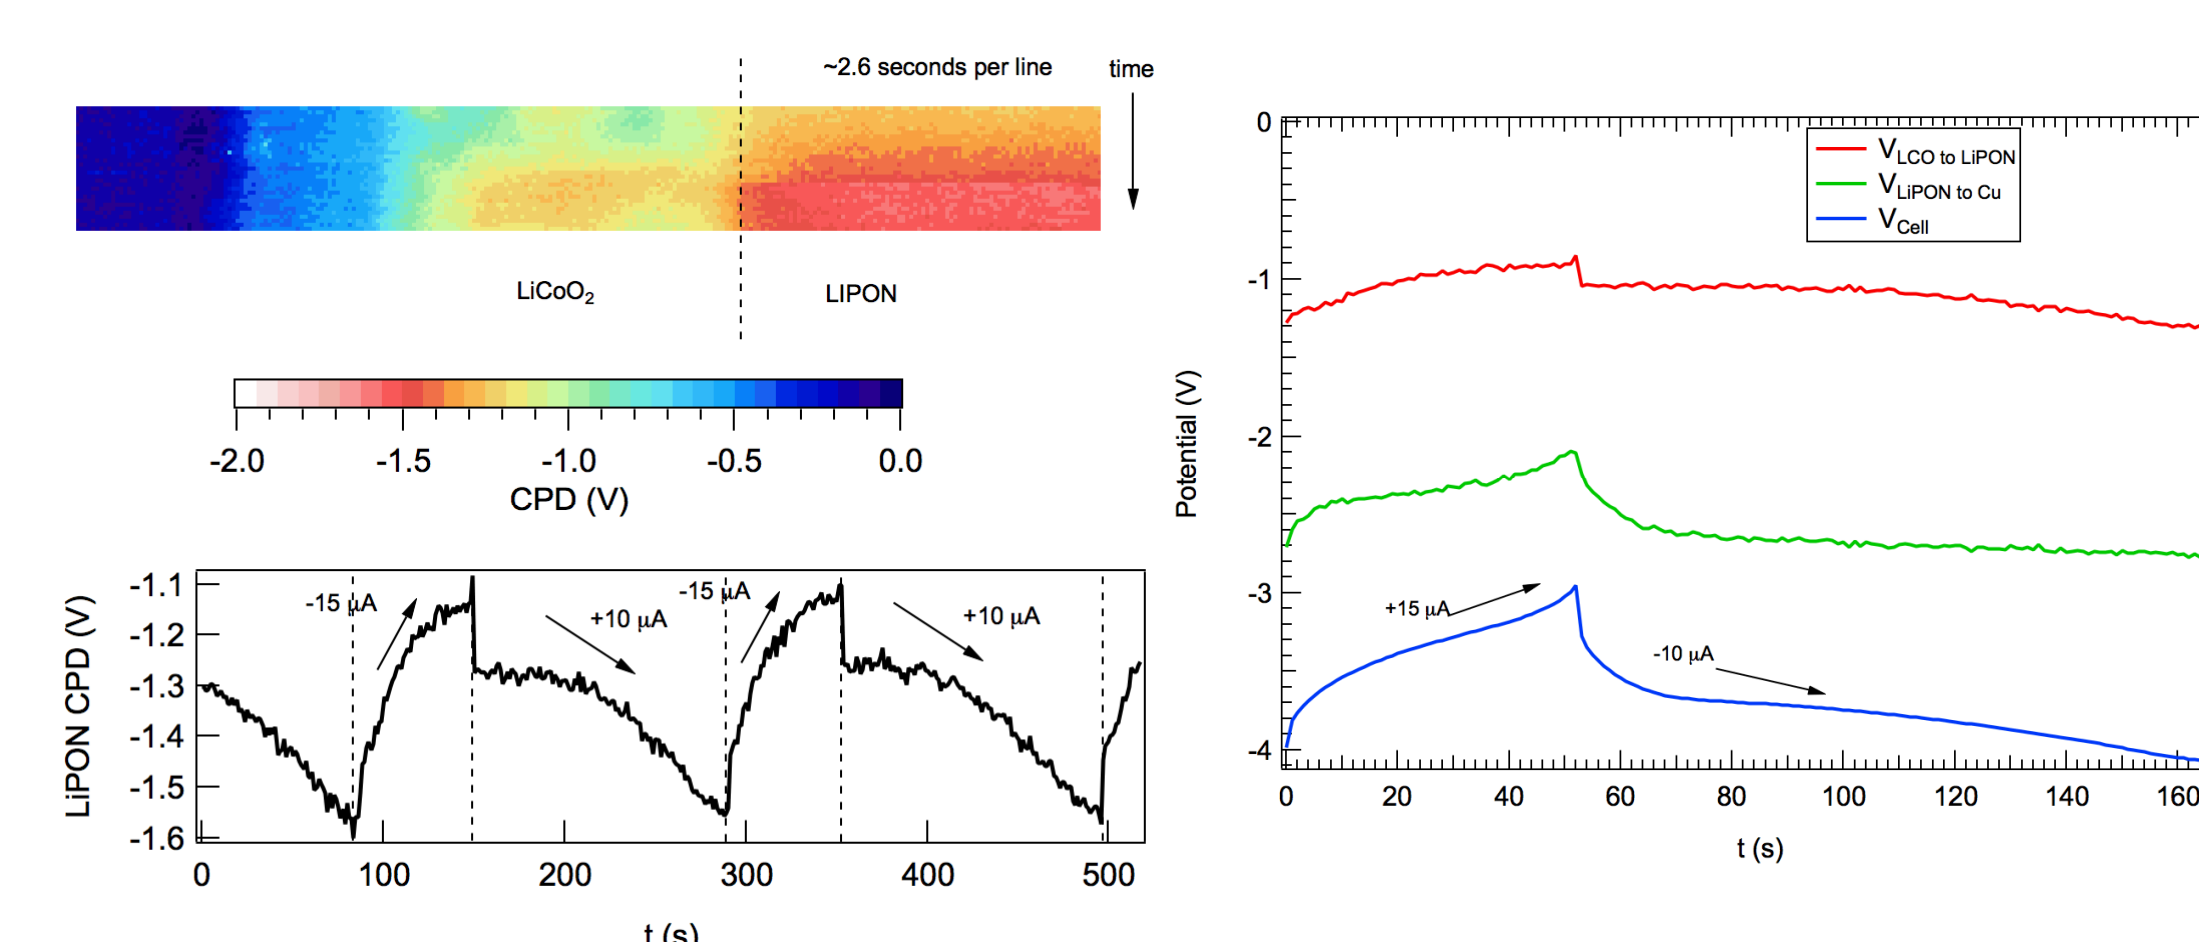 ~2.6 seconds per line
time
LiCoO2
LIPON
-2.0 -1.5 -1.0 -0.5 0.0
CPD (V)
LiPON CPD (V)
-1.1
-1.2
-1.3
-1.4
-1.5
-1.6
-15 µA
+10 µA
-15 µA
+10 µA
0 100 200 300 400 500
t (s)
Potential (V)
0
-1
-2
-3
-4
VLCO to LiPON
VLiPON to Cu
VCell
+15 µA
-10 µA
0 20 40 60 80 100 120 140 160
t (s)